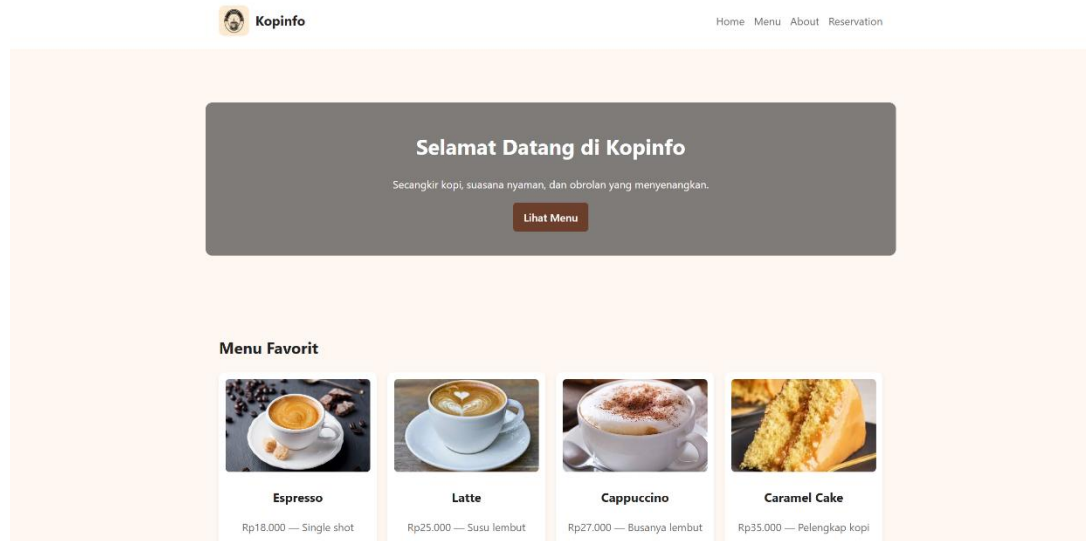 Kopinfo
Home Menu About Reservation
Selamat Datang di Kopinfo
Secangkir kopi, suasana nyaman, dan obrolan yang menyenangkan.
Lihat Menu
Menu Favorit
Espresso
Rp18.000 — Single shot
Latte
Rp25.000 — Susu lembut
Cappuccino
Rp27.000 — Busanya lembut
Caramel Cake
Rp35.000 — Pelengkap kopi